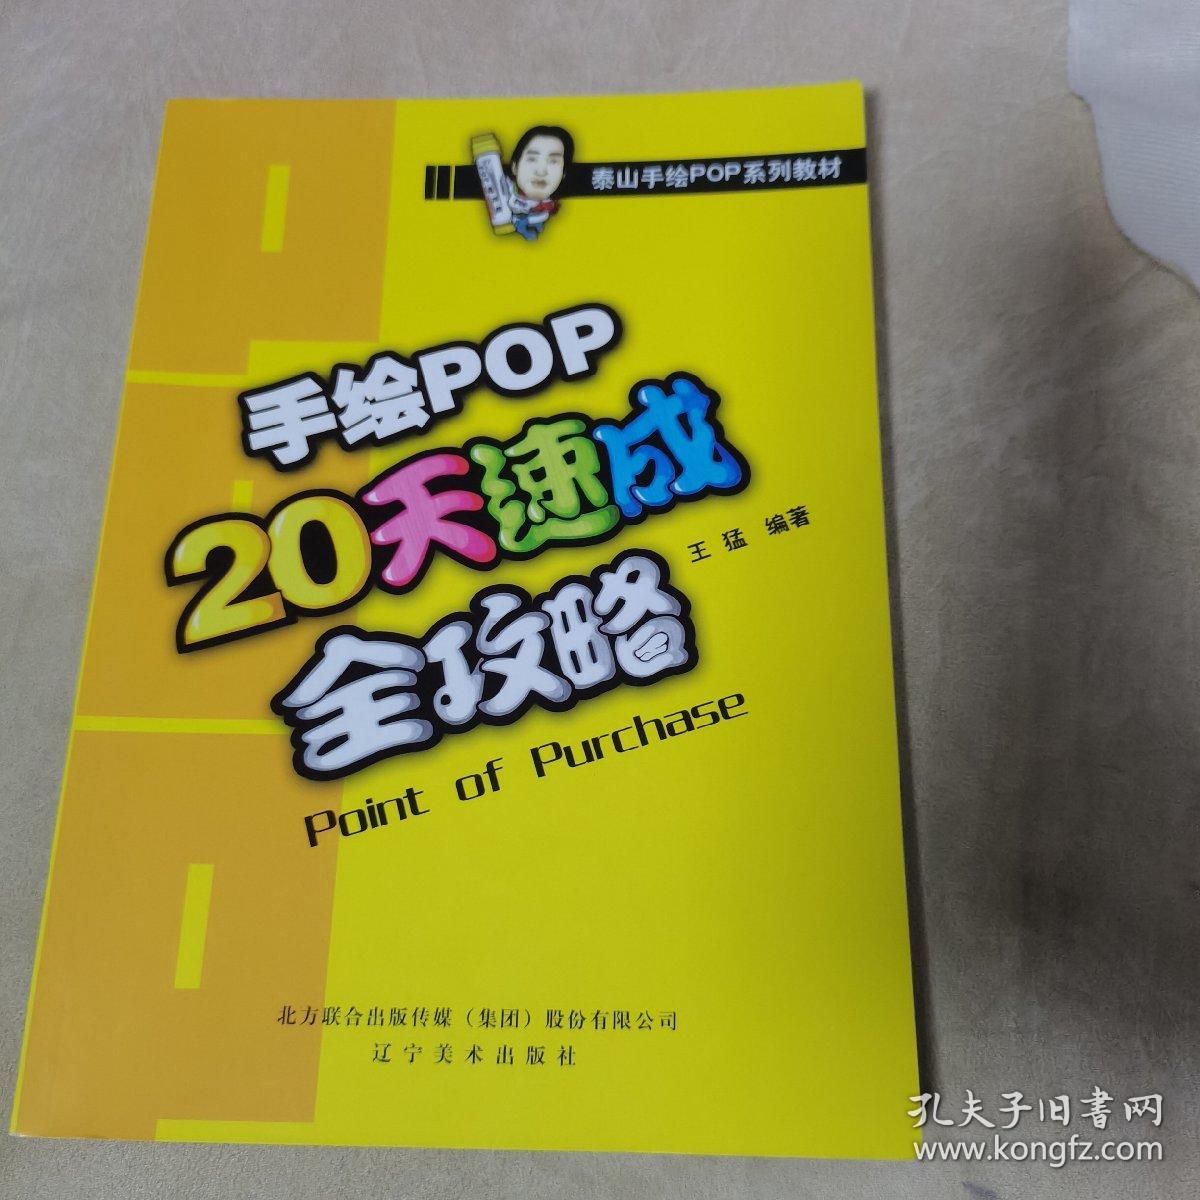 泰山手绘POP系列教材
手绘POP
20天速成
王猛 编著
全攻略
Point of Purchase
北方联合出版传媒（集团）股份有限公司
辽宁美术出版社
孔夫子旧书网
www.kongfz.com